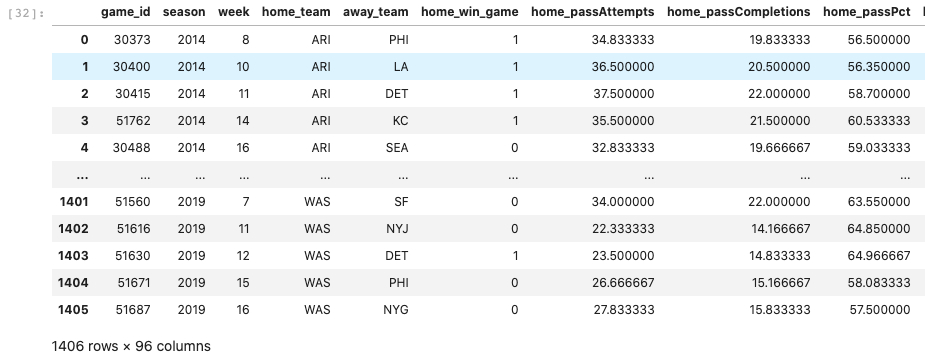 [32]: game_id season week home_team away_team home_win_game home_passAttempts home_passCompletions home_passPct
0 30373 2014 8 ARI PHI 1 34.833333 19.833333 56.500000
1 30400 2014 10 ARI LA 1 36.500000 20.500000 56.350000
2 30415 2014 11 ARI DET 1 37.500000 22.000000 58.700000
3 51762 2014 14 ARI KC 1 35.500000 21.500000 60.533333
4 30488 2014 16 ARI SEA 0 32.833333 19.666667 59.033333
... ... ... ... ... ... ... ... ... ...
1401 51560 2019 7 WAS SF 0 34.000000 22.000000 63.550000
1402 51616 2019 11 WAS NYJ 0 22.333333 14.166667 64.850000
1403 51630 2019 12 WAS DET 1 23.500000 14.833333 64.966667
1404 51671 2019 15 WAS PHI 0 26.666667 15.166667 58.083333
1405 51687 2019 16 WAS NYG 0 27.833333 15.833333 57.500000
1406 rows × 96 columns